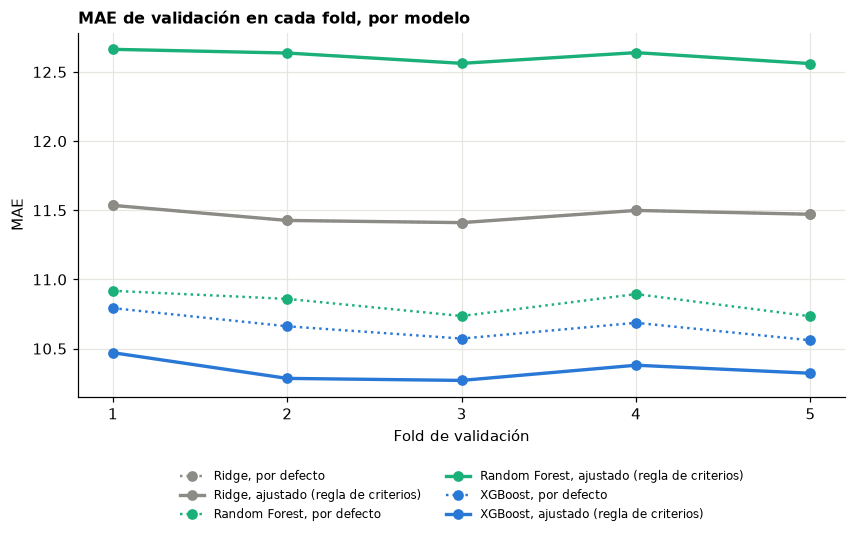 MAE de validación en cada fold, por modelo
12.5
12.0
11.5
11.0
10.5
MAE
1 2 3 4 5
Fold de validación
Ridge, por defecto
Ridge, ajustado (regla de criterios)
Random Forest, por defecto
Random Forest, ajustado (regla de criterios)
XGBoost, por defecto
XGBoost, ajustado (regla de criterios)